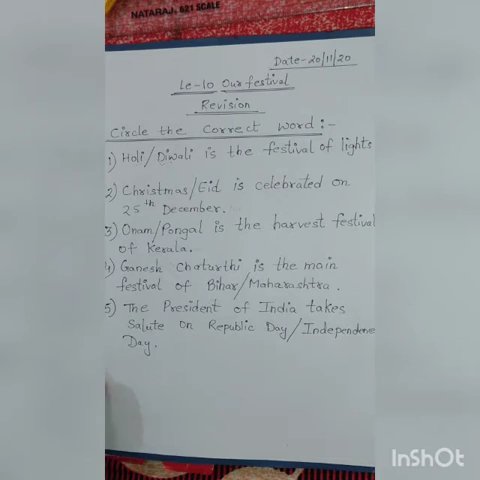 NATARAJ, 621 SCALE
Date-20/11/20
Le-10 Our festival
Revision
Circle the correct word:-
1) Holi/Diwali is the festival of lights
2) Christmas/Eid is celebrated on
25th December.
3) Onam/Pongal is the harvest festival
of Kerala.
4) Ganesh Chaturthi is the main
festival of Bihar/Maharashtra.
5) The President of India takes
Salute on Republic Day/Independence
Day.
InShOt